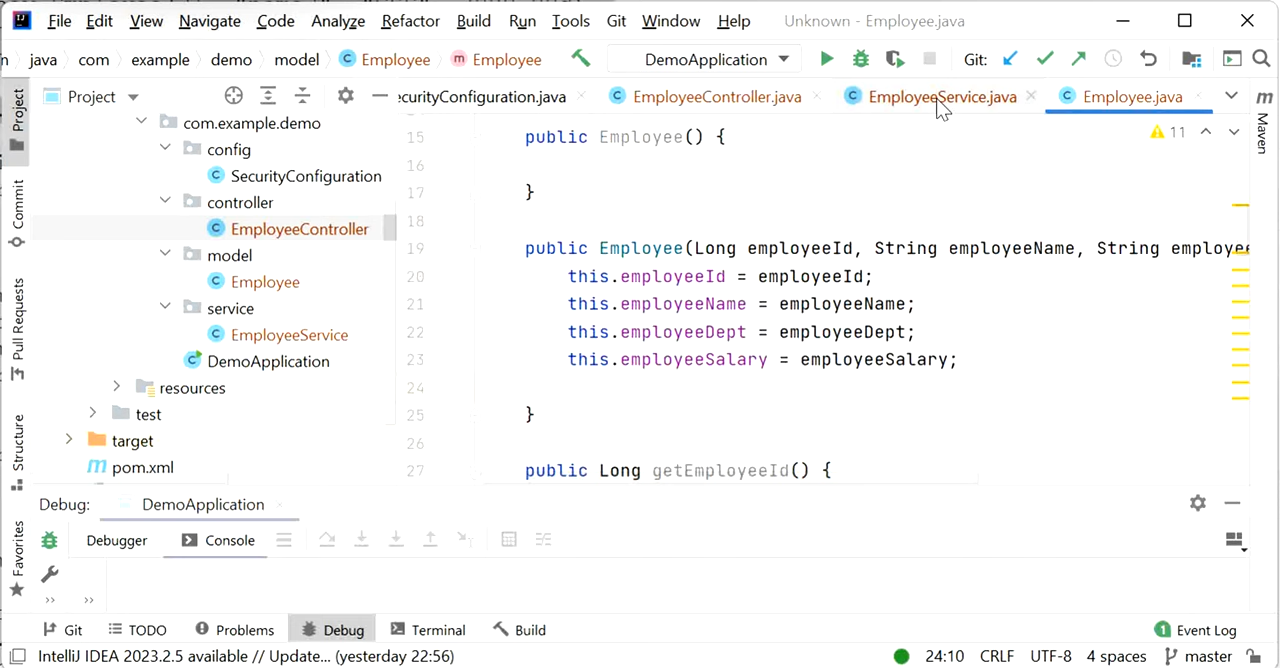 File Edit View Navigate Code Analyze Refactor Build Run Tools Git Window Help Unknown - Employee.java
n java com example demo model Employee Employee DemoApplication Git:
Project ecurityConfiguration.java EmployeeController.java EmployeeService.java Employee.java
Project
Commit
Pull Requests
Structure
Favorites
Maven
com.example.demo
config
SecurityConfiguration
controller
EmployeeController
model
Employee
service
EmployeeService
DemoApplication
resources
test
target
pom.xml
11
15 public Employee() {
16
17 }
18
19 public Employee(Long employeeId, String employeeName, String employee
20 this.employeeId = employeeId;
21 this.employeeName = employeeName;
22 this.employeeDept = employeeDept;
23 this.employeeSalary = employeeSalary;
24
25 }
26
27 public Long getEmployeeId() {
Debug: DemoApplication
Debugger Console
Git TODO Problems Debug Terminal Build 1 Event Log
IntelliJ IDEA 2023.2.5 available // Update... (yesterday 22:56) 24:10 CRLF UTF-8 4 spaces master